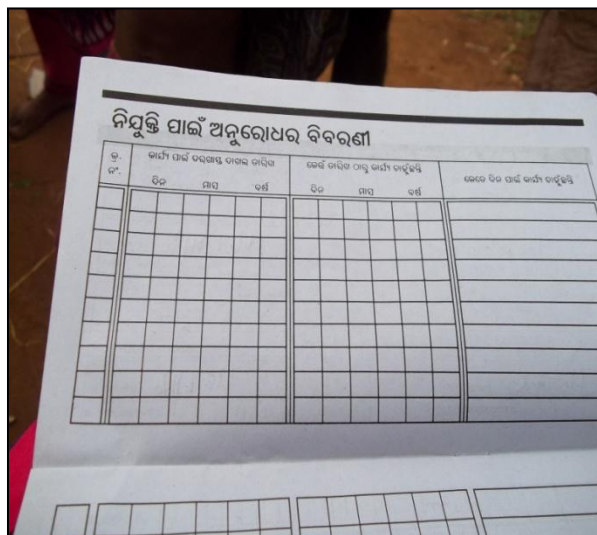 ନିଯୁକ୍ତି ପାଇଁ ଅନୁରୋଧର ବିବରଣୀ
କ୍ର. ନଂ.
କାର୍ଯ୍ୟ ପାଇଁ ଦରଖାସ୍ତ ଦାଖଲ ତାରିଖ
ଦିନ ମାସ ବର୍ଷ
କେଉଁ ତାରିଖ ଠାରୁ କାର୍ଯ୍ୟ ଚାହୁଁଛନ୍ତି
ଦିନ ମାସ ବର୍ଷ
କେତେ ଦିନ ପାଇଁ କାର୍ଯ୍ୟ ଚାହୁଁଛନ୍ତି